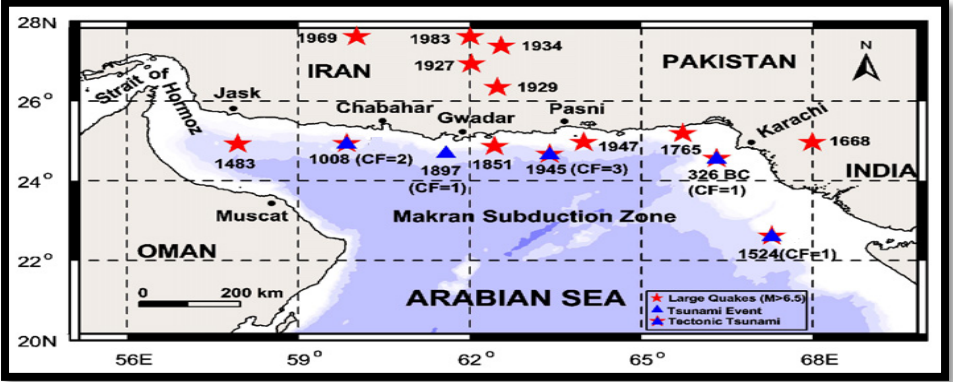 28N
1969
1983
1934
N
IRAN
1927
PAKISTAN
1929
Strait of Hormoz
26°
Jask
Chabahar
Pasni
Gwadar
Karachi
1483
1008 (CF=2)
1851
1947
1765
1668
1897
(CF=1)
1945 (CF=3)
326 BC
(CF=1)
INDIA
24°
Muscat
Makran Subduction Zone
OMAN
1524(CF=1)
22°
0 200 km
ARABIAN SEA
Large Quakes (M>6.5)
Tsunami Event
Tectonic Tsunami
20N
56E 59° 62° 65° 68E